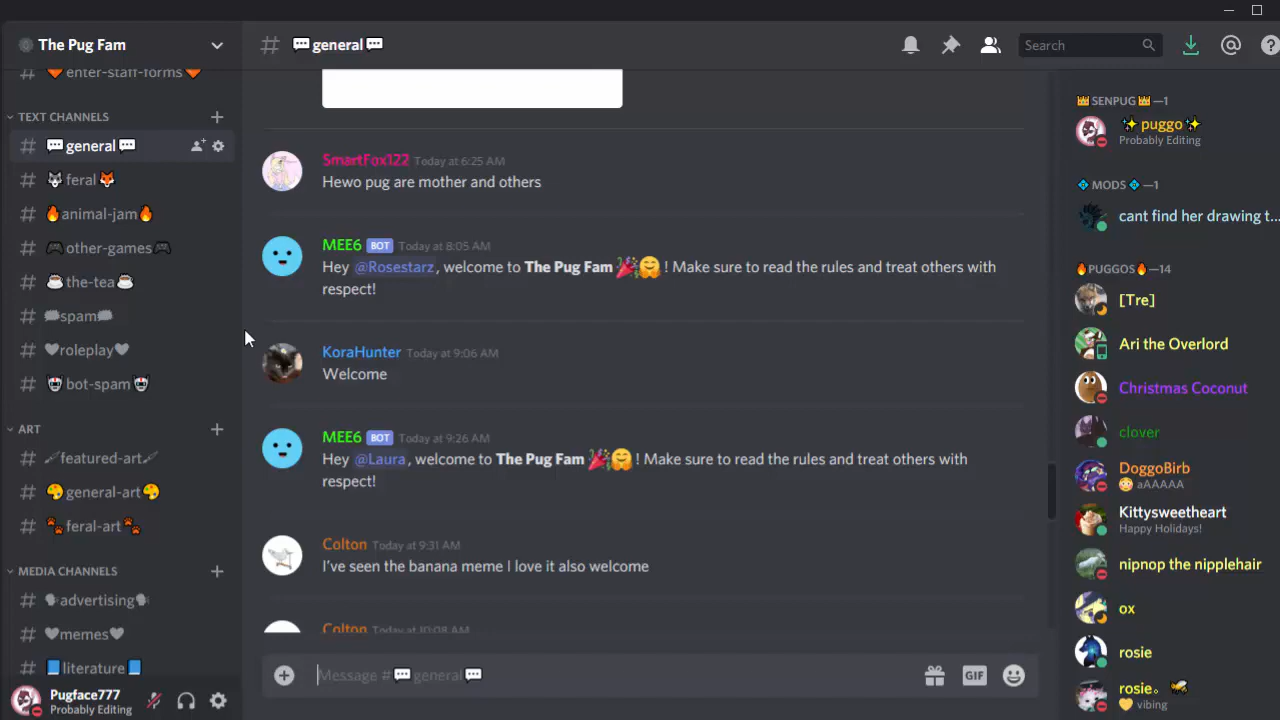 The Pug Fam
# 💬general💬
Search
# 🧡enter-staff-forms🧡
TEXT CHANNELS
# 💬general💬
# 🐺feral🦊
# 🔥animal-jam🔥
# 🎮other-games🎮
# ☕the-tea☕
# 💭spam💭
# 🖤roleplay🖤
# 🤖bot-spam🤖
ART
# 🖌featured-art🖌
# 🎨general-art🎨
# 🐾feral-art🐾
MEDIA CHANNELS
# 🗣advertising🗣
# 🖤memes🖤
# 📘literature📘
Pugface777
Probably Editing
SmartFox122 Today at 6:25 AM
Hewo pug are mother and others
MEE6 BOT Today at 8:05 AM
Hey @Rosestarz, welcome to The Pug Fam 🎉🤗 ! Make sure to read the rules and treat others with
respect!
KoraHunter Today at 9:06 AM
Welcome
MEE6 BOT Today at 9:26 AM
Hey @Laura, welcome to The Pug Fam 🎉🤗 ! Make sure to read the rules and treat others with
respect!
Colton Today at 9:31 AM
I've seen the banana meme I love it also welcome
Colton Today at 10:08 AM
Message #💬general💬
GIF
👑SENPUG👑—1
✨puggo✨
Probably Editing
💠MODS💠—1
cant find her drawing t...
🔥PUGGOS🔥—14
[Tre]
Ari the Overlord
Christmas Coconut
clover
DoggoBirb
😳 aAAAAA
Kittysweetheart
Happy Holidays!
nipnop the nipplehair
ox
rosie
rosie。 🐝
💛 vibing